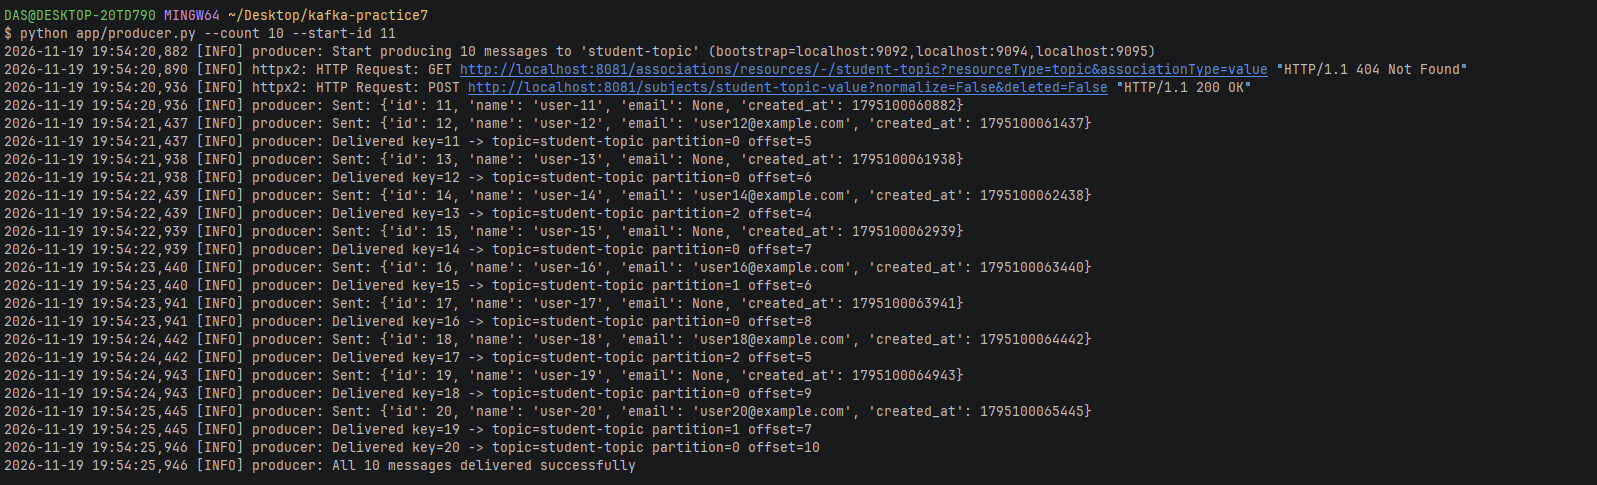 DAS@DESKTOP-20TD790 MINGW64 ~/Desktop/kafka-practice7
$ python app/producer.py --count 10 --start-id 11
2026-11-19 19:54:20,882 [INFO] producer: Start producing 10 messages to 'student-topic' (bootstrap=localhost:9092,localhost:9094,localhost:9095)
2026-11-19 19:54:20,890 [INFO] httpx2: HTTP Request: GET http://localhost:8081/associations/resources/-/student-topic?resourceType=topic&associationType=value "HTTP/1.1 404 Not Found"
2026-11-19 19:54:20,936 [INFO] httpx2: HTTP Request: POST http://localhost:8081/subjects/student-topic-value?normalize=False&deleted=False "HTTP/1.1 200 OK"
2026-11-19 19:54:20,936 [INFO] producer: Sent: {'id': 11, 'name': 'user-11', 'email': None, 'created_at': 1795100060882}
2026-11-19 19:54:21,437 [INFO] producer: Sent: {'id': 12, 'name': 'user-12', 'email': 'user12@example.com', 'created_at': 1795100061437}
2026-11-19 19:54:21,437 [INFO] producer: Delivered key=11 -> topic=student-topic partition=0 offset=5
2026-11-19 19:54:21,938 [INFO] producer: Sent: {'id': 13, 'name': 'user-13', 'email': None, 'created_at': 1795100061938}
2026-11-19 19:54:21,938 [INFO] producer: Delivered key=12 -> topic=student-topic partition=0 offset=6
2026-11-19 19:54:22,439 [INFO] producer: Sent: {'id': 14, 'name': 'user-14', 'email': 'user14@example.com', 'created_at': 1795100062438}
2026-11-19 19:54:22,439 [INFO] producer: Delivered key=13 -> topic=student-topic partition=2 offset=4
2026-11-19 19:54:22,939 [INFO] producer: Sent: {'id': 15, 'name': 'user-15', 'email': None, 'created_at': 1795100062939}
2026-11-19 19:54:22,939 [INFO] producer: Delivered key=14 -> topic=student-topic partition=0 offset=7
2026-11-19 19:54:23,440 [INFO] producer: Sent: {'id': 16, 'name': 'user-16', 'email': 'user16@example.com', 'created_at': 1795100063440}
2026-11-19 19:54:23,440 [INFO] producer: Delivered key=15 -> topic=student-topic partition=1 offset=6
2026-11-19 19:54:23,941 [INFO] producer: Sent: {'id': 17, 'name': 'user-17', 'email': None, 'created_at': 1795100063941}
2026-11-19 19:54:23,941 [INFO] producer: Delivered key=16 -> topic=student-topic partition=0 offset=8
2026-11-19 19:54:24,442 [INFO] producer: Sent: {'id': 18, 'name': 'user-18', 'email': 'user18@example.com', 'created_at': 1795100064442}
2026-11-19 19:54:24,442 [INFO] producer: Delivered key=17 -> topic=student-topic partition=2 offset=5
2026-11-19 19:54:24,943 [INFO] producer: Sent: {'id': 19, 'name': 'user-19', 'email': None, 'created_at': 1795100064943}
2026-11-19 19:54:24,943 [INFO] producer: Delivered key=18 -> topic=student-topic partition=0 offset=9
2026-11-19 19:54:25,445 [INFO] producer: Sent: {'id': 20, 'name': 'user-20', 'email': 'user20@example.com', 'created_at': 1795100065445}
2026-11-19 19:54:25,445 [INFO] producer: Delivered key=19 -> topic=student-topic partition=1 offset=7
2026-11-19 19:54:25,946 [INFO] producer: Delivered key=20 -> topic=student-topic partition=0 offset=10
2026-11-19 19:54:25,946 [INFO] producer: All 10 messages delivered successfully